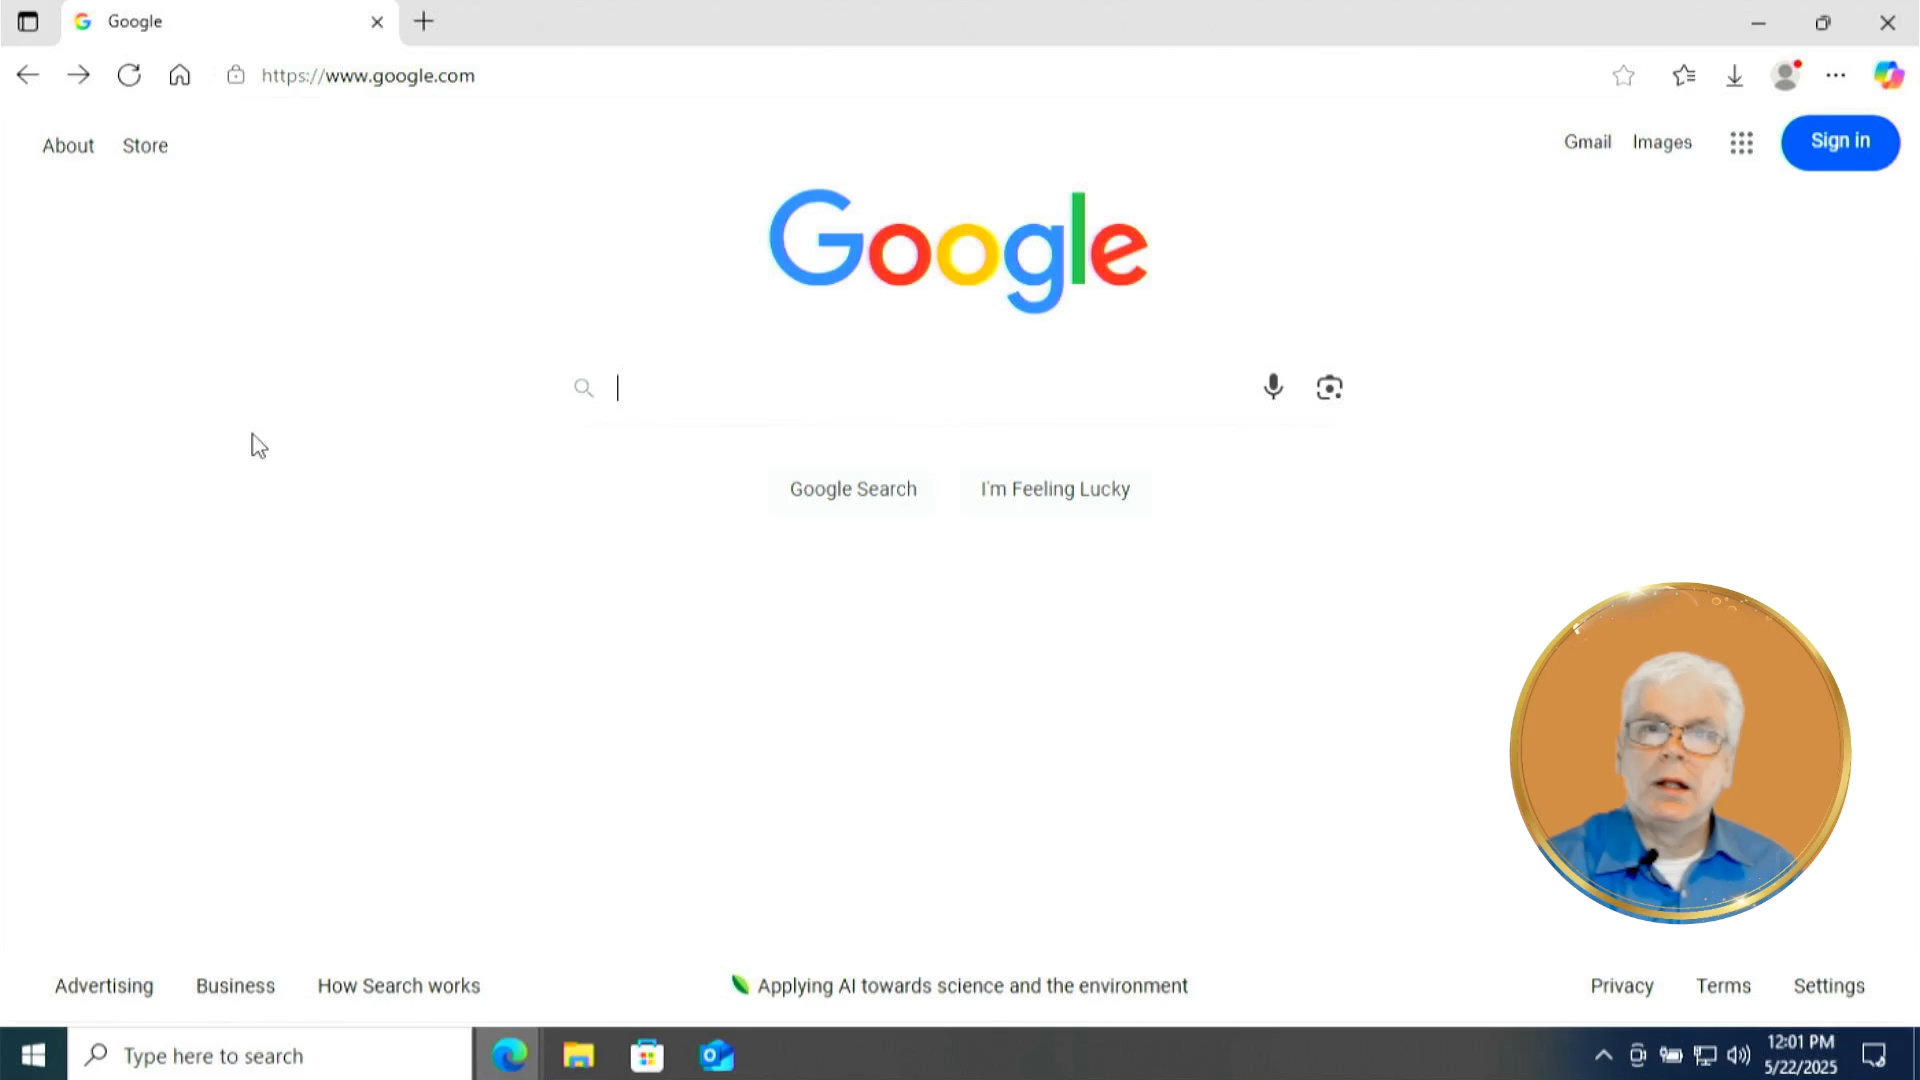 Google
https://www.google.com
About Store
Gmail Images Sign in
Google
Google Search I'm Feeling Lucky
Advertising Business How Search works
Applying AI towards science and the environment
Privacy Terms Settings
Type here to search
12:01 PM
5/22/2025